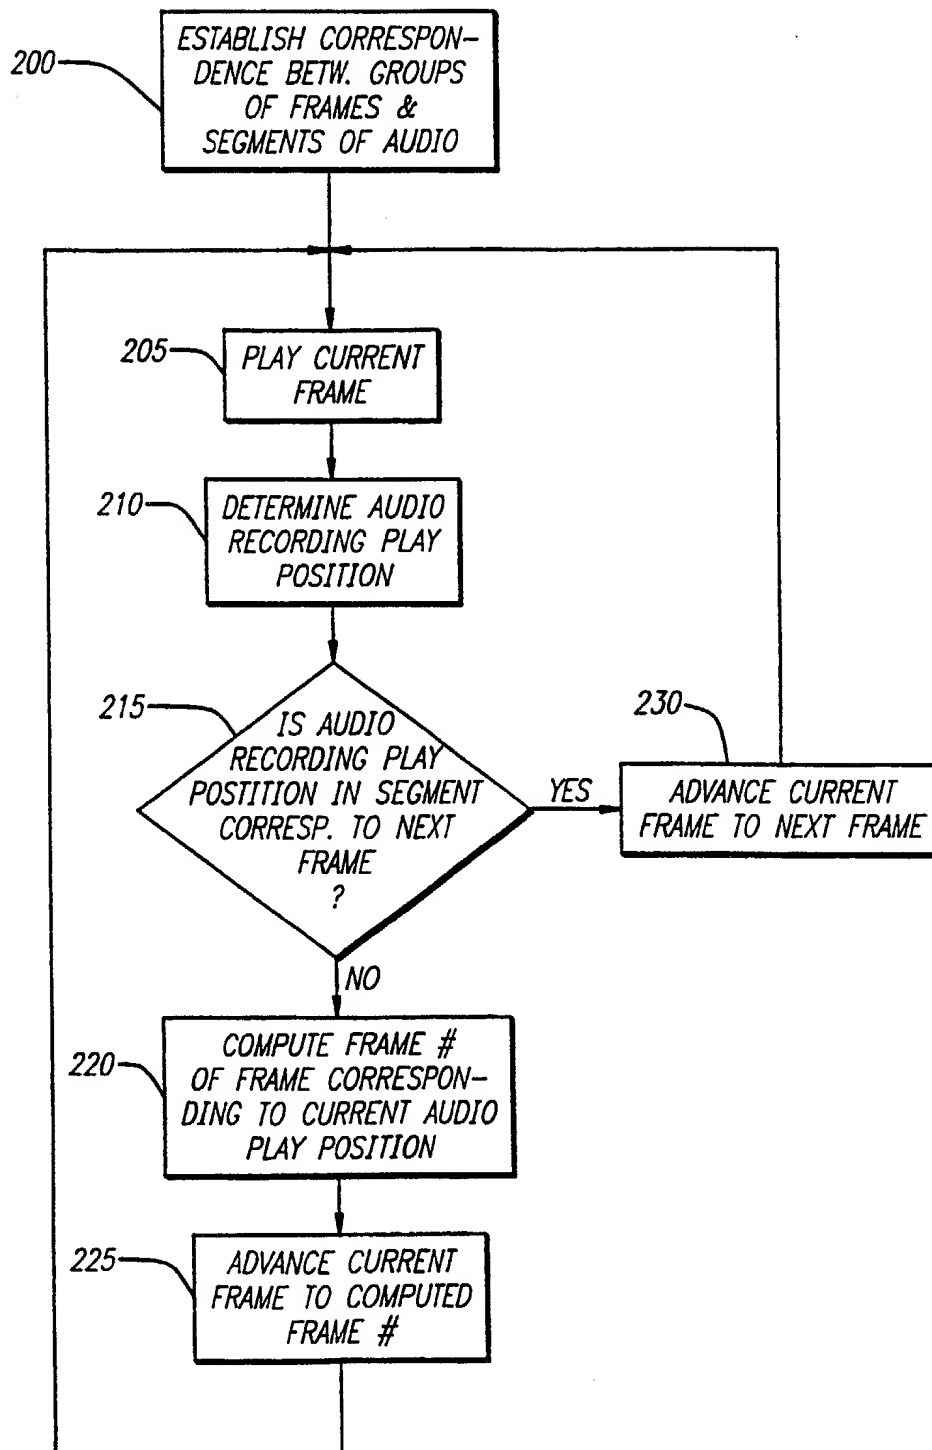 200
ESTABLISH CORRESPON-
DENCE BETW. GROUPS
OF FRAMES &
SEGMENTS OF AUDIO
205
PLAY CURRENT
FRAME
210
DETERMINE AUDIO
RECORDING PLAY
POSITION
215
IS AUDIO
RECORDING PLAY
POSTITION IN SEGMENT
CORRESP. TO NEXT
FRAME
?
YES
230
ADVANCE CURRENT
FRAME TO NEXT FRAME
NO
220
COMPUTE FRAME #
OF FRAME CORRESPON-
DING TO CURRENT AUDIO
PLAY POSITION
225
ADVANCE CURRENT
FRAME TO COMPUTED
FRAME #